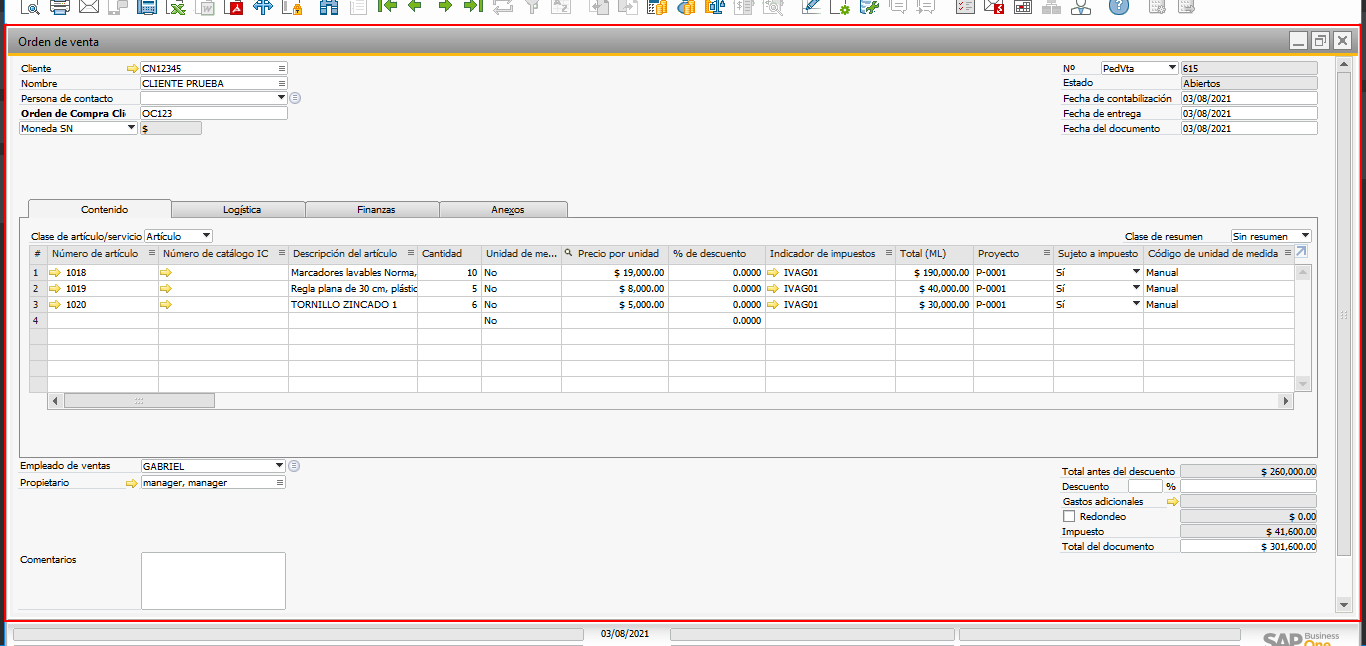 Orden de venta
Cliente CN12345 Nº PedVta 615
Nombre CLIENTE PRUEBA Estado Abiertos
Persona de contacto Fecha de contabilización 03/08/2021
Orden de Compra Cli OC123 Fecha de entrega 03/08/2021
Moneda SN $ Fecha del documento 03/08/2021
Contenido Logística Finanzas Anexos
Clase de artículo/servicio Artículo Clase de resumen Sin resumen
# Número de artículo Número de catálogo IC Descripción del artículo Cantidad Unidad de me... Precio por unidad % de descuento Indicador de impuestos Total (ML) Proyecto Sujeto a impuesto Código de unidad de medida
1 1018 Marcadores lavables Norma, 10 No $ 19,000.00 0.0000 IVAG01 $ 190,000.00 P-0001 Sí Manual
2 1019 Regla plana de 30 cm, plástic 5 No $ 8,000.00 0.0000 IVAG01 $ 40,000.00 P-0001 Sí Manual
3 1020 TORNILLO ZINCADO 1 6 No $ 5,000.00 0.0000 IVAG01 $ 30,000.00 P-0001 Sí Manual
4 No 0.0000
Empleado de ventas GABRIEL Total antes del descuento $ 260,000.00
Propietario manager, manager Descuento %
Gastos adicionales
Redondeo $ 0.00
Impuesto $ 41,600.00
Comentarios Total del documento $ 301,600.00
03/08/2021 SAP Business One